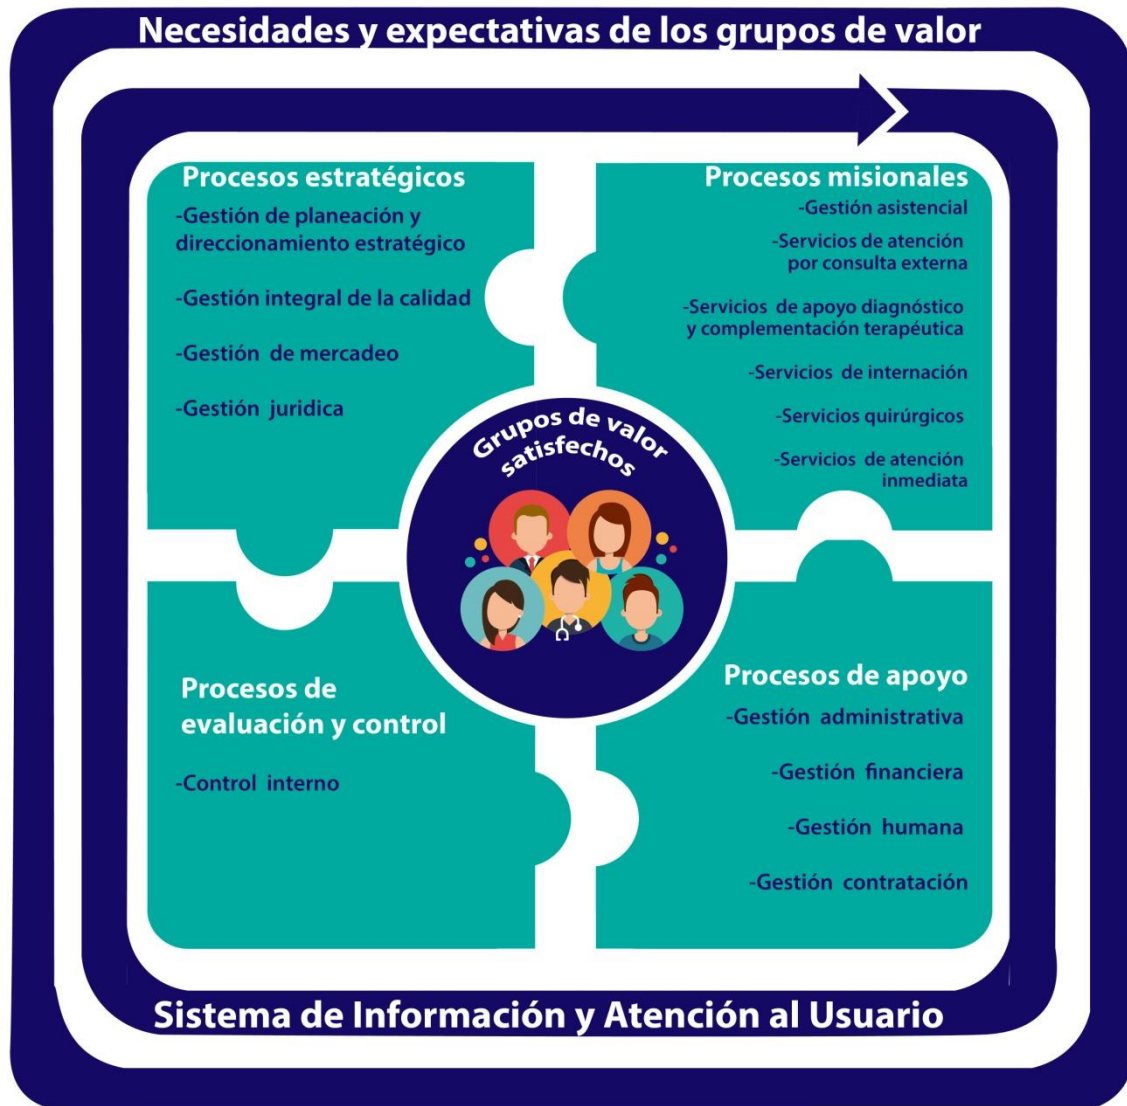 Necesidades y expectativas de los grupos de valor
Procesos estratégicos
-Gestión de planeación y
direccionamiento estratégico
-Gestión integral de la calidad
-Gestión de mercadeo
-Gestión juridica
Procesos misionales
-Gestión asistencial
-Servicios de atención
por consulta externa
-Servicios de apoyo diagnóstico
y complementación terapéutica
-Servicios de internación
-Servicios quirúrgicos
-Servicios de atención
inmediata
Grupos de valor
satisfechos
Procesos de
evaluación y control
-Control interno
Procesos de apoyo
-Gestión administrativa
-Gestión financiera
-Gestión humana
-Gestión contratación
Sistema de Información y Atención al Usuario